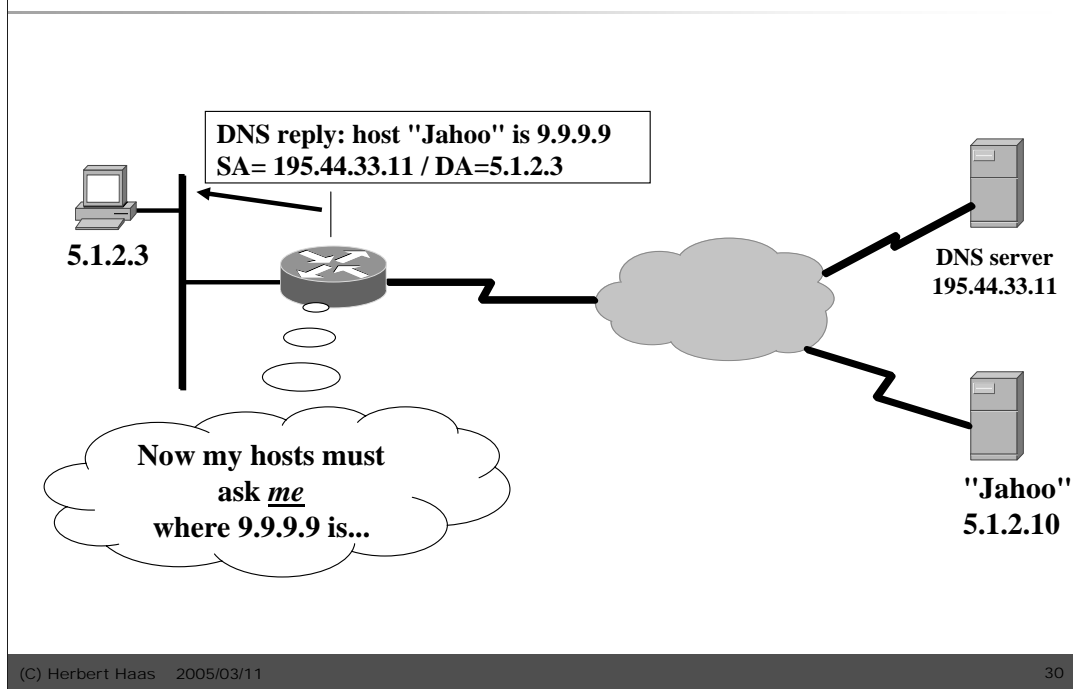 DNS reply: host "Jahoo" is 9.9.9.9
SA= 195.44.33.11 / DA=5.1.2.3
5.1.2.3
DNS server
195.44.33.11
Now my hosts must
ask me
where 9.9.9.9 is...
"Jahoo"
5.1.2.10
(C) Herbert Haas 2005/03/11
30